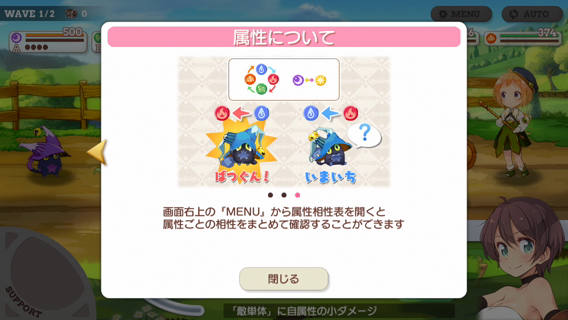 WAVE 1/2
0
MENU
AUTO
500
374
属性について
ばつぐん!
いまいち
?
画面右上の「MENU」から属性相性表を開くと
属性ごとの相性をまとめて確認することができます
閉じる
SUPPORT
「敵単体」に自属性の小ダメージ